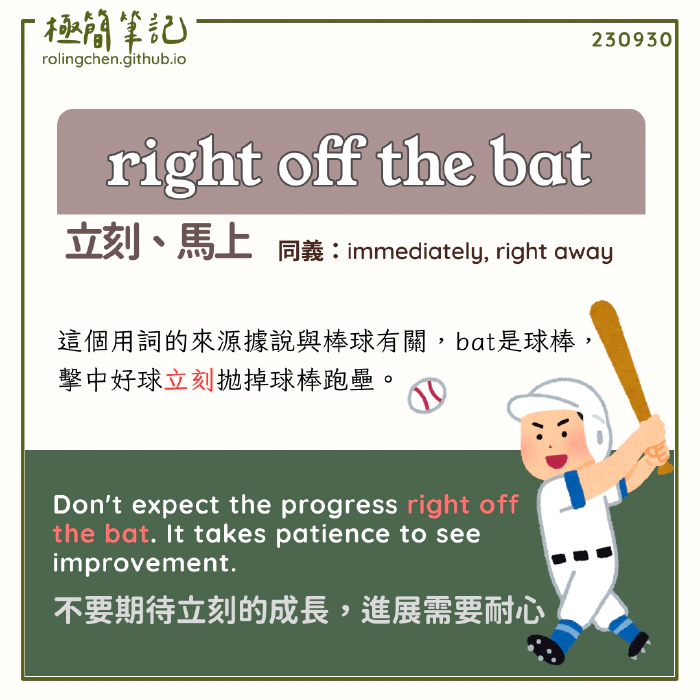 極簡筆記
rolingchen.github.io
230930
right off the bat
立刻、馬上 同義：immediately, right away
這個用詞的來源據說與棒球有關，bat是球棒，
擊中好球立刻拋掉球棒跑壘。
Don't expect the progress right off
the bat. It takes patience to see
improvement.
不要期待立刻的成長，進展需要耐心